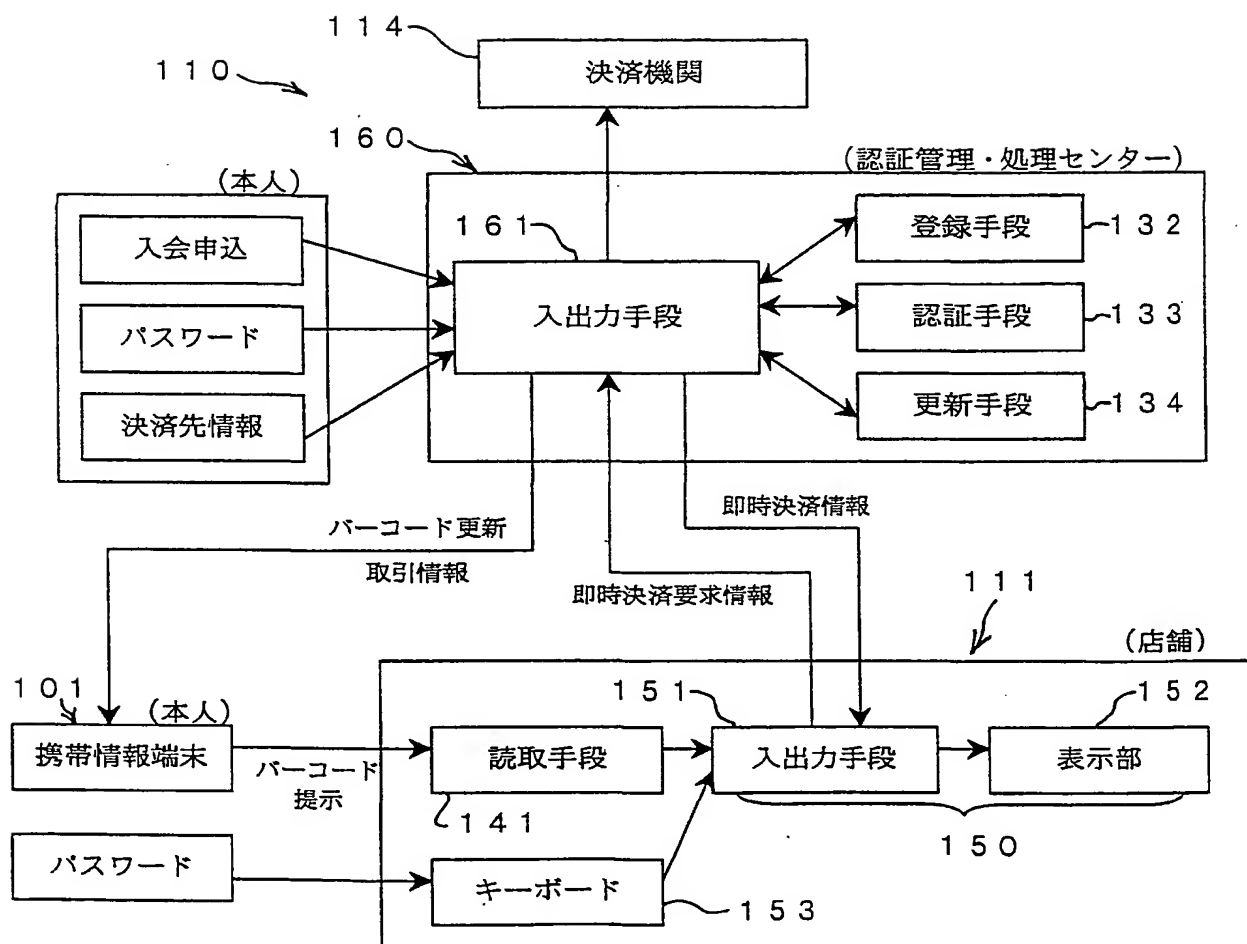 114
決済機関
110
160
(認証管理・処理センター)
(本人)
入会申込
パスワード
決済先情報
161
入出力手段
登録手段
132
認証手段
133
更新手段
134
バーコード更新
取引情報
即時決済情報
即時決済要求情報
111
(店舗)
101
(本人)
携帯情報端末
バーコード
提示
パスワード
読取手段
141
キーボード
153
151
入出力手段
152
表示部
150